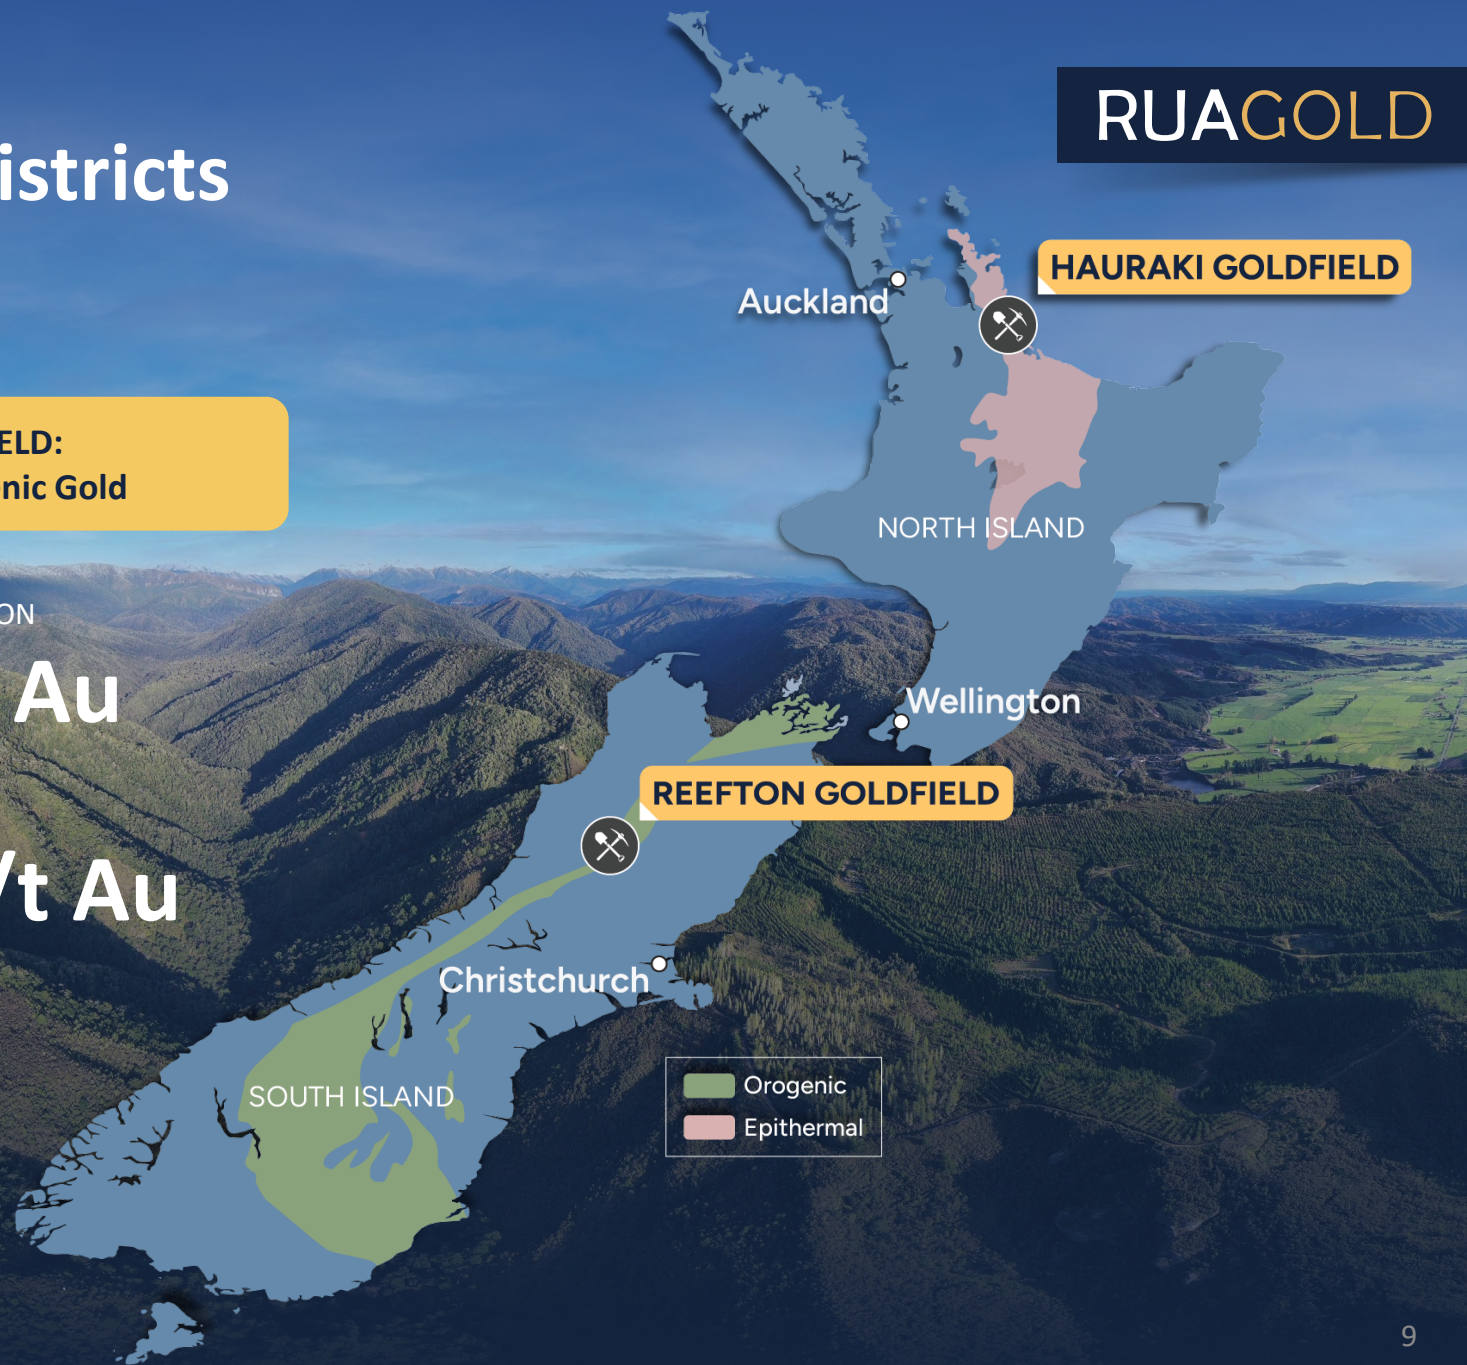 RUAGOLD
istricts
HAURAKI GOLDFIELD
Auckland
ELD:
nic Gold
NORTH ISLAND
ON
Au
Wellington
REEFTON GOLDFIELD
/t Au
Christchurch
SOUTH ISLAND
Orogenic
Epithermal
9